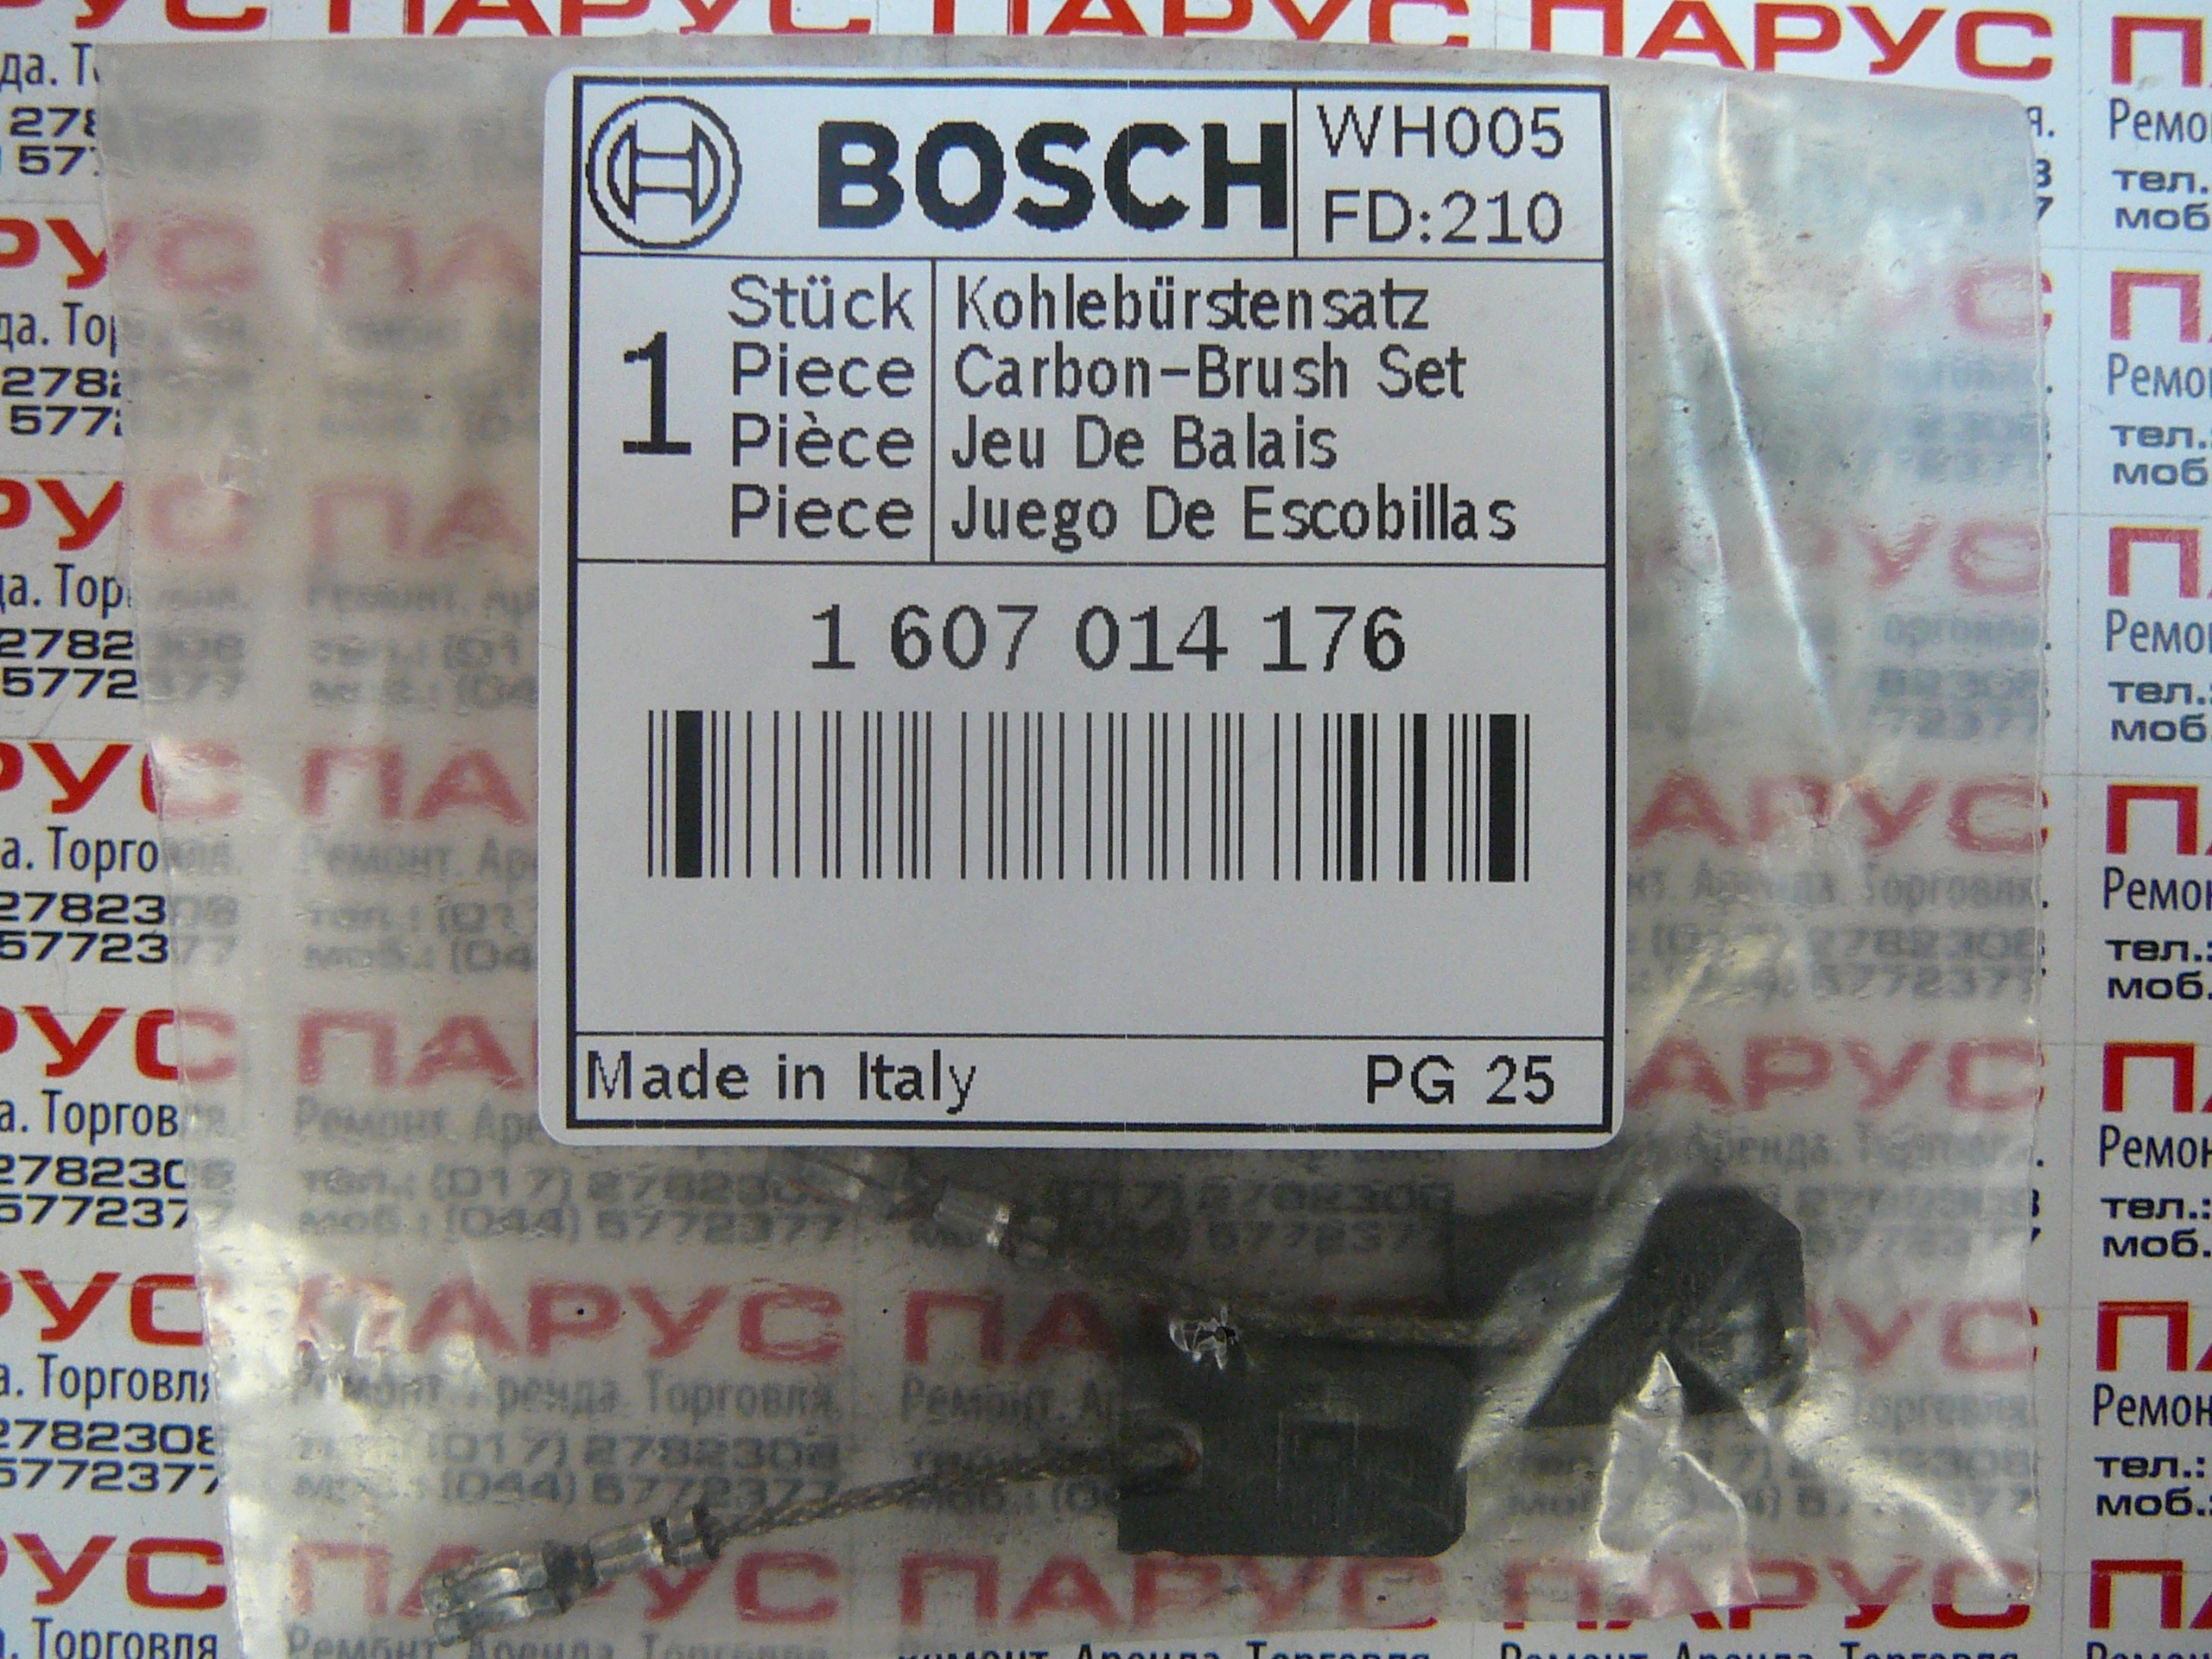 BOSCH
WH005
FD:210
1
Stück Kohlebürstensatz
Piece Carbon-Brush Set
Pièce Jeu De Balais
Piece Juego De Escobillas
1 607 014 176
Made in Italy PG 25
ПАРУС ПАРУС
Ремонт. Аренда. Торговля.
тел.: (017) 2782308
моб.: (044) 5772377